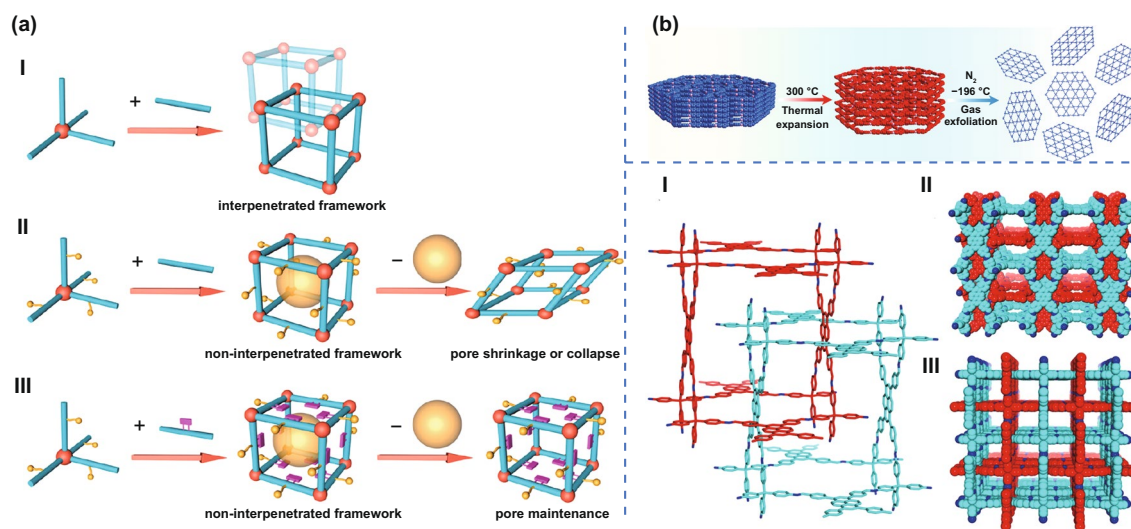 (a)
I
+
interpenetrated framework
II
+
−
non-interpenetrated framework
pore shrinkage or collapse
III
+
−
non-interpenetrated framework
pore maintenance
(b)
300 °C
Thermal
expansion
N2
−196 °C
Gas
exfoliation
I
II
III